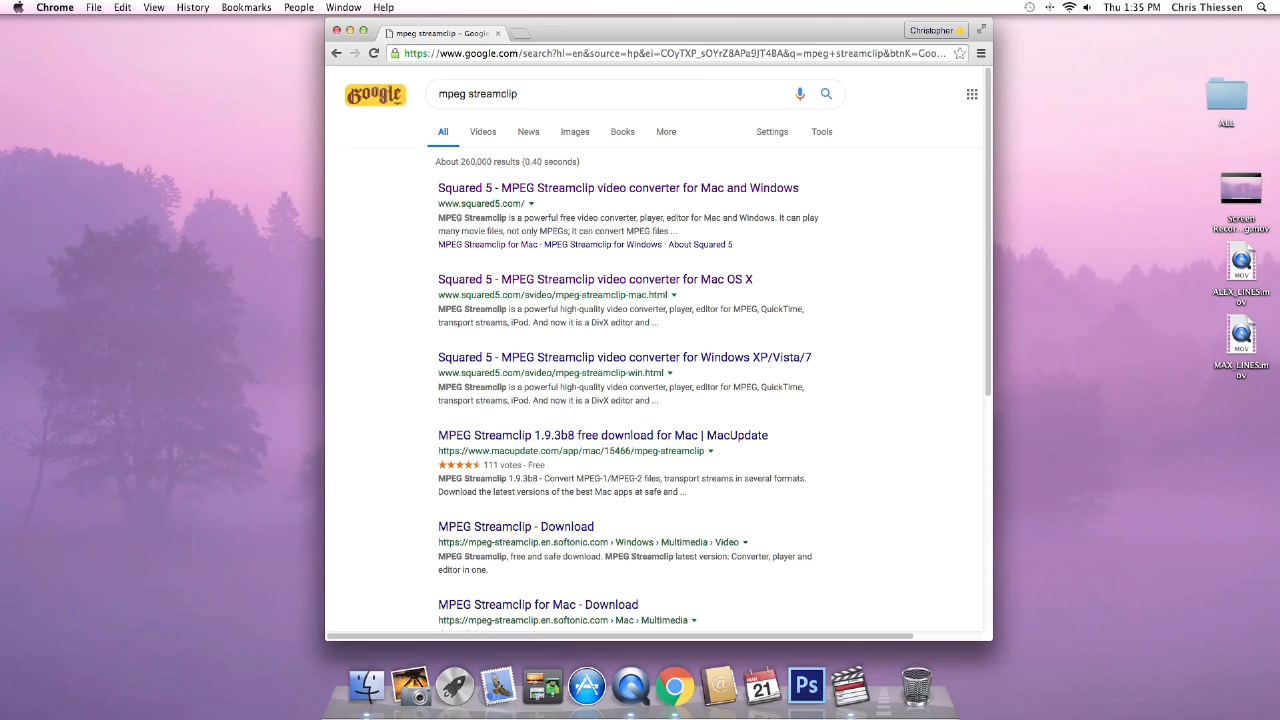 Chrome File Edit View History Bookmarks People Window Help Thu 1:35 PM Chris Thiessen
mpeg streamclip - Google
Christopher
https://www.google.com/search?hl=en&source=hp&ei=COyTXP_sOYrZ8APa9JT4BA&q=mpeg+streamclip&btnK=Goo...
Google
mpeg streamclip
All Videos News Images Books More Settings Tools
About 260,000 results (0.40 seconds)
Squared 5 - MPEG Streamclip video converter for Mac and Windows
www.squared5.com/
MPEG Streamclip is a powerful free video converter, player, editor for Mac and Windows. It can play
many movie files, not only MPEGs; it can convert MPEG files ...
MPEG Streamclip for Mac · MPEG Streamclip for Windows · About Squared 5
Squared 5 - MPEG Streamclip video converter for Mac OS X
www.squared5.com/svideo/mpeg-streamclip-mac.html
MPEG Streamclip is a powerful high-quality video converter, player, editor for MPEG, QuickTime,
transport streams, iPod. And now it is a DivX editor and ...
Squared 5 - MPEG Streamclip video converter for Windows XP/Vista/7
www.squared5.com/svideo/mpeg-streamclip-win.html
MPEG Streamclip is a powerful high-quality video converter, player, editor for MPEG, QuickTime,
transport streams, iPod. And now it is a DivX editor and ...
MPEG Streamclip 1.9.3b8 free download for Mac | MacUpdate
https://www.macupdate.com/app/mac/15466/mpeg-streamclip
111 votes - Free
MPEG Streamclip 1.9.3b8 - Convert MPEG-1/MPEG-2 files, transport streams in several formats.
Download the latest versions of the best Mac apps at safe and ...
MPEG Streamclip - Download
https://mpeg-streamclip.en.softonic.com › Windows › Multimedia › Video
MPEG Streamclip, free and safe download. MPEG Streamclip latest version: Converter, player and
editor in one.
MPEG Streamclip for Mac - Download
https://mpeg-streamclip.en.softonic.com › Mac › Multimedia
ALL
Screen
Recor...g.mov
MOV
ALEX_LINES.m
ov
MOV
MAX_LINES.m
ov
21
Ps